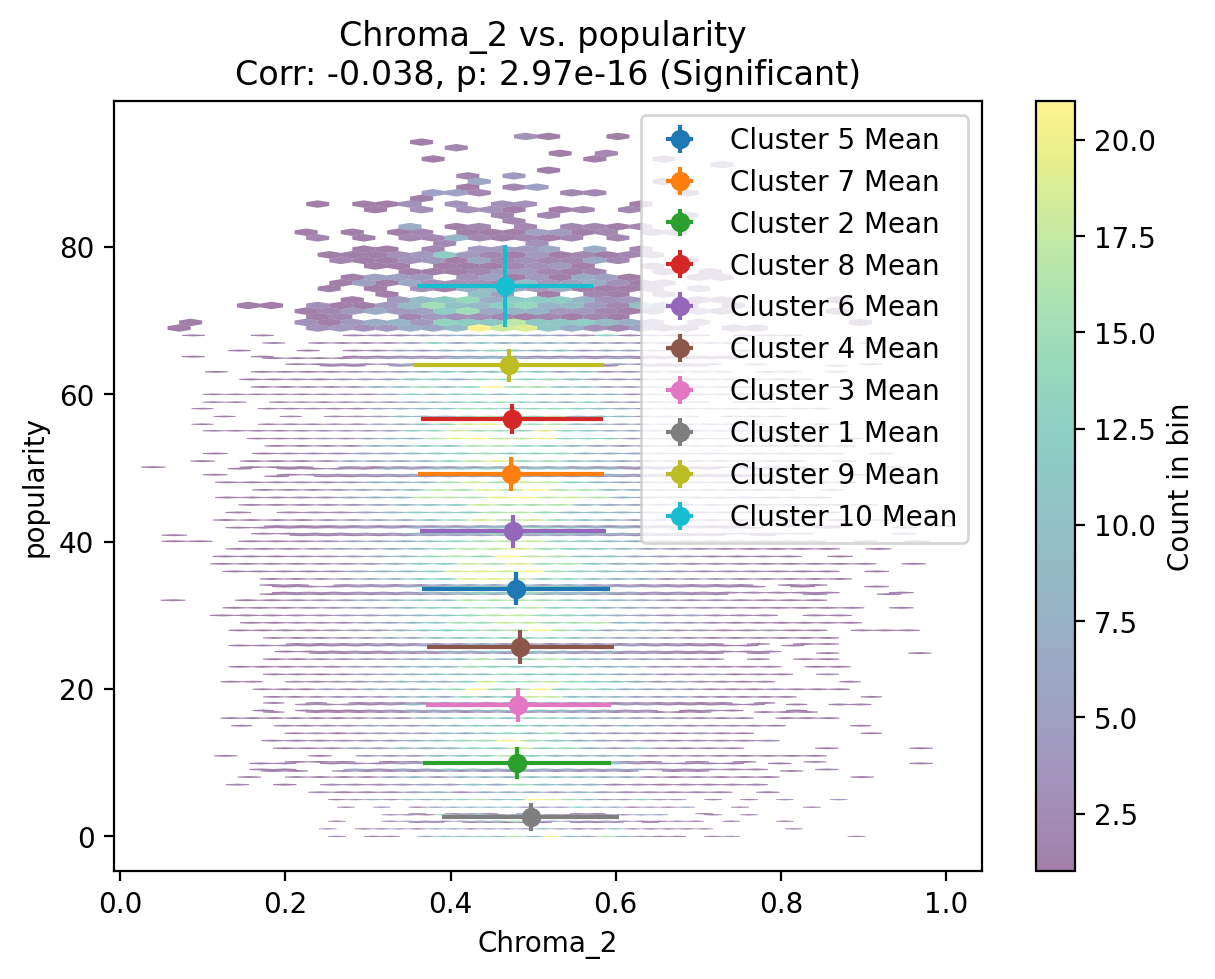 Chroma_2 vs. popularity
Corr: -0.038, p: 2.97e-16 (Significant)
popularity
80
60
40
20
0
0.0
0.2
0.4
0.6
0.8
1.0
Chroma_2
Cluster 5 Mean
Cluster 7 Mean
Cluster 2 Mean
Cluster 8 Mean
Cluster 6 Mean
Cluster 4 Mean
Cluster 3 Mean
Cluster 1 Mean
Cluster 9 Mean
Cluster 10 Mean
20.0
17.5
15.0
12.5
10.0
7.5
5.0
2.5
Count in bin